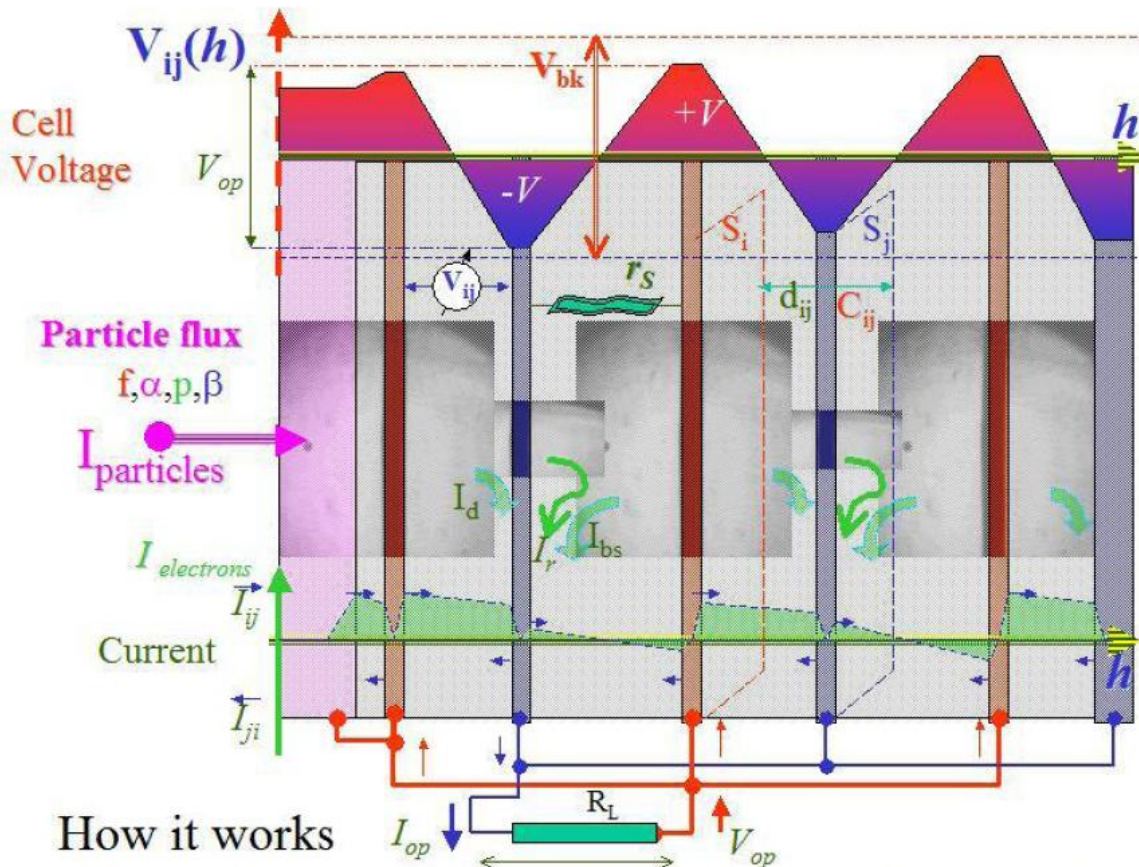 V_ij(h)
V_bk
+V
h
Cell
Voltage
V_op
-V
S_i
S_j
V_ij
r_S
d_ij
C_ij
Particle flux
f,α,p,β
I_particles
I_d
I_r
I_bs
I electrons
I_ij
Current
h
I_ji
R_L
How it works
I_op
V_op